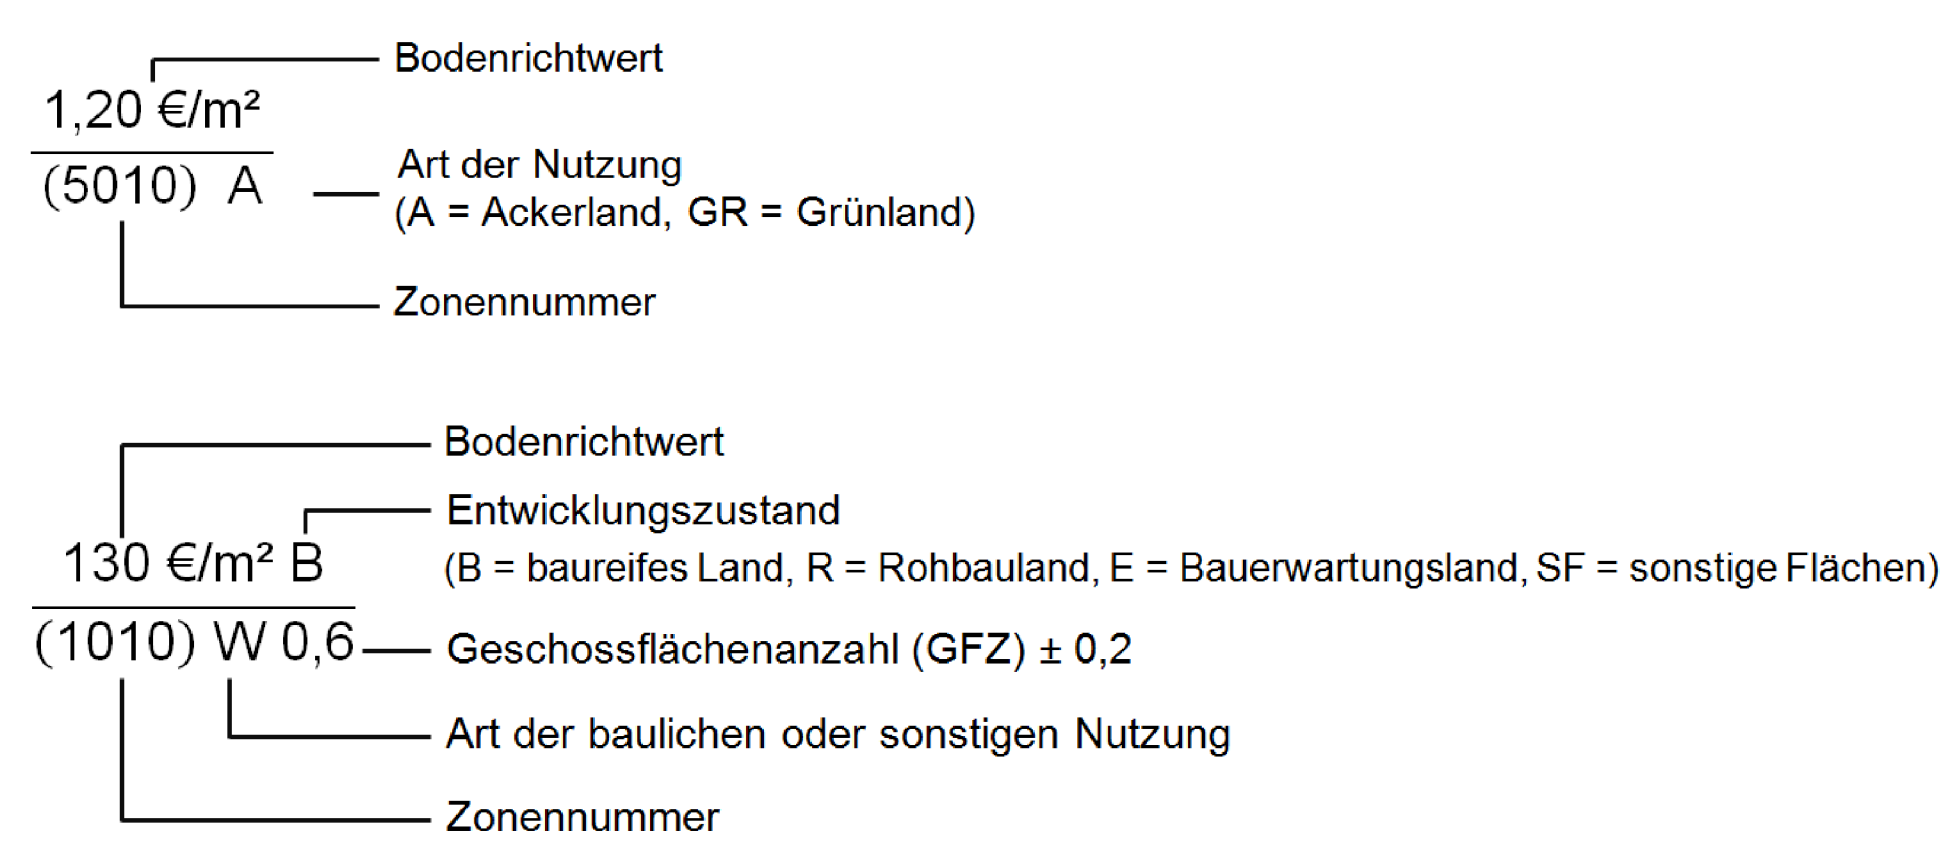 Bodenrichtwert
1,20 €/m²
(5010) A
Art der Nutzung
(A = Ackerland, GR = Grünland)
Zonennummer
Bodenrichtwert
Entwicklungszustand
130 €/m² B
(B = baureifes Land, R = Rohbauland, E = Bauerwartungsland, SF = sonstige Flächen)
(1010) W 0,6
Geschossflächenanzahl (GFZ) ± 0,2
Art der baulichen oder sonstigen Nutzung
Zonennummer